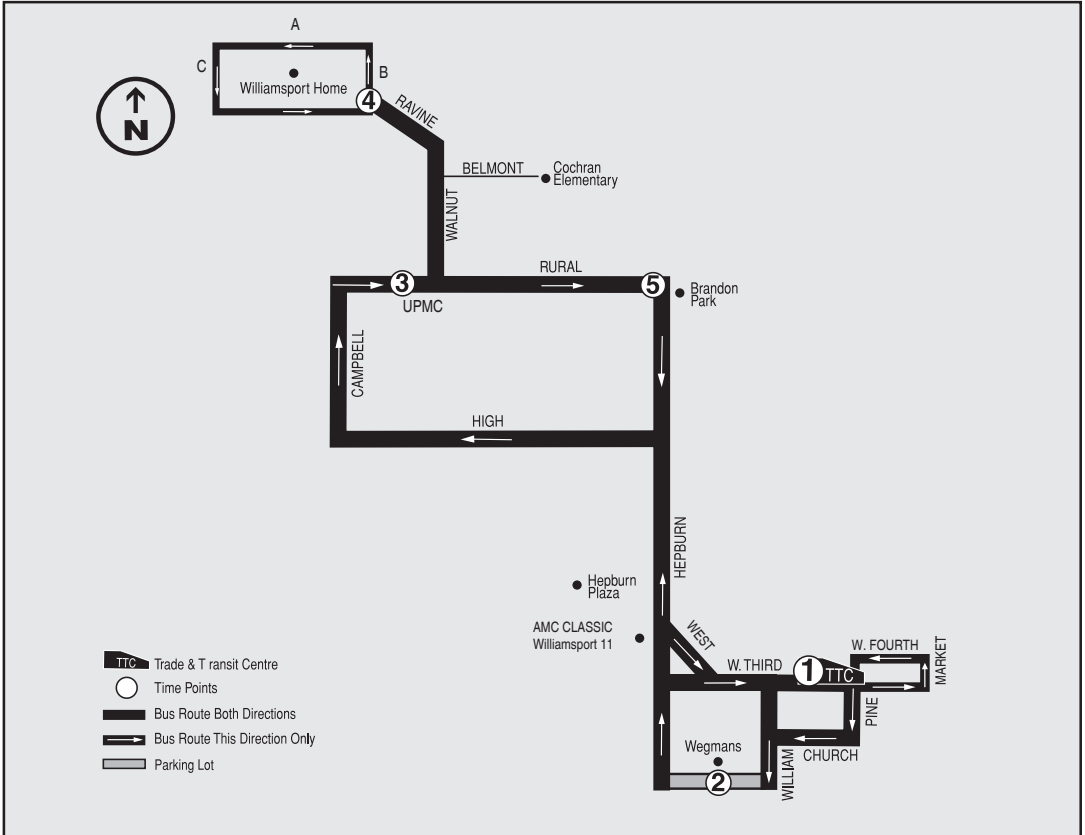 A
C
B
Williamsport Home
4
RAVINE
N
BELMONT
Cochran
Elementary
WALNUT
RURAL
3
5
UPMC
Brandon
Park
CAMPBELL
HIGH
HEPBURN
Hepburn
Plaza
AMC CLASSIC
Williamsport 11
WEST
W. FOURTH
MARKET
W. THIRD
1
TTC
PINE
Wegmans
CHURCH
WILLIAM
2
TTC Trade & T ransit Centre
Time Points
Bus Route Both Directions
Bus Route This Direction Only
Parking Lot